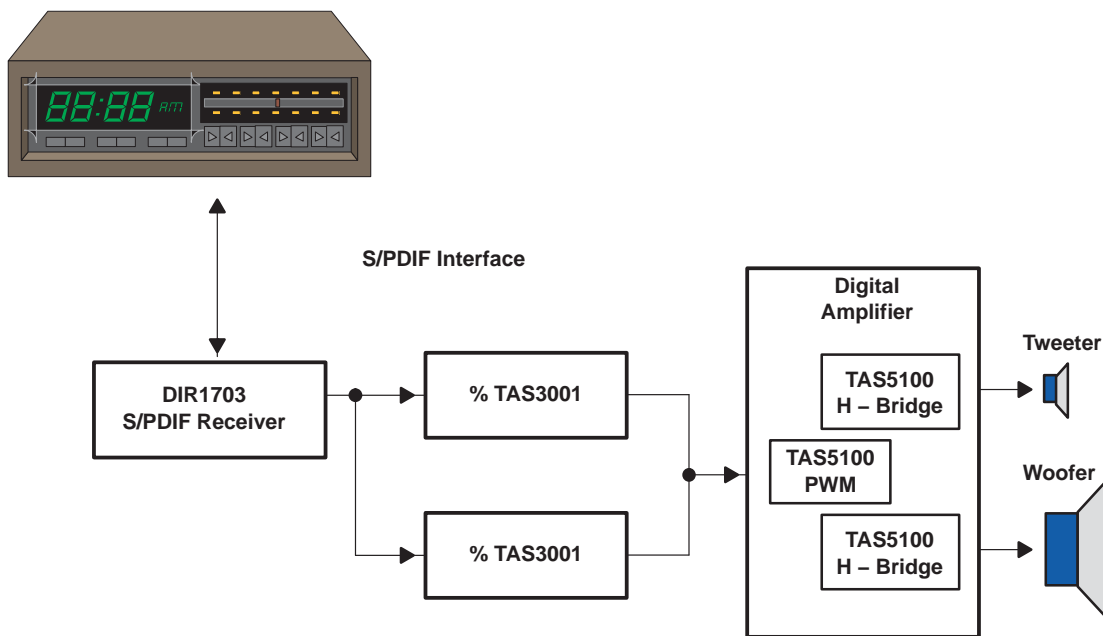 88:88 AM
S/PDIF Interface
DIR1703
S/PDIF Receiver
% TAS3001
% TAS3001
Digital
Amplifier
TAS5100
H – Bridge
TAS5100
PWM
TAS5100
H – Bridge
Tweeter
Woofer